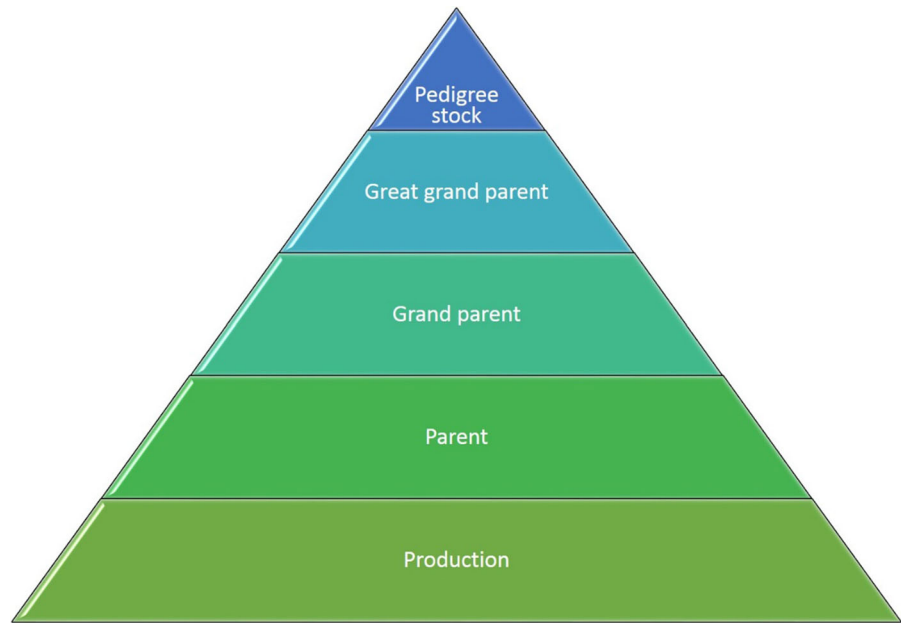 Pedigree
stock
Great grand parent
Grand parent
Parent
Production